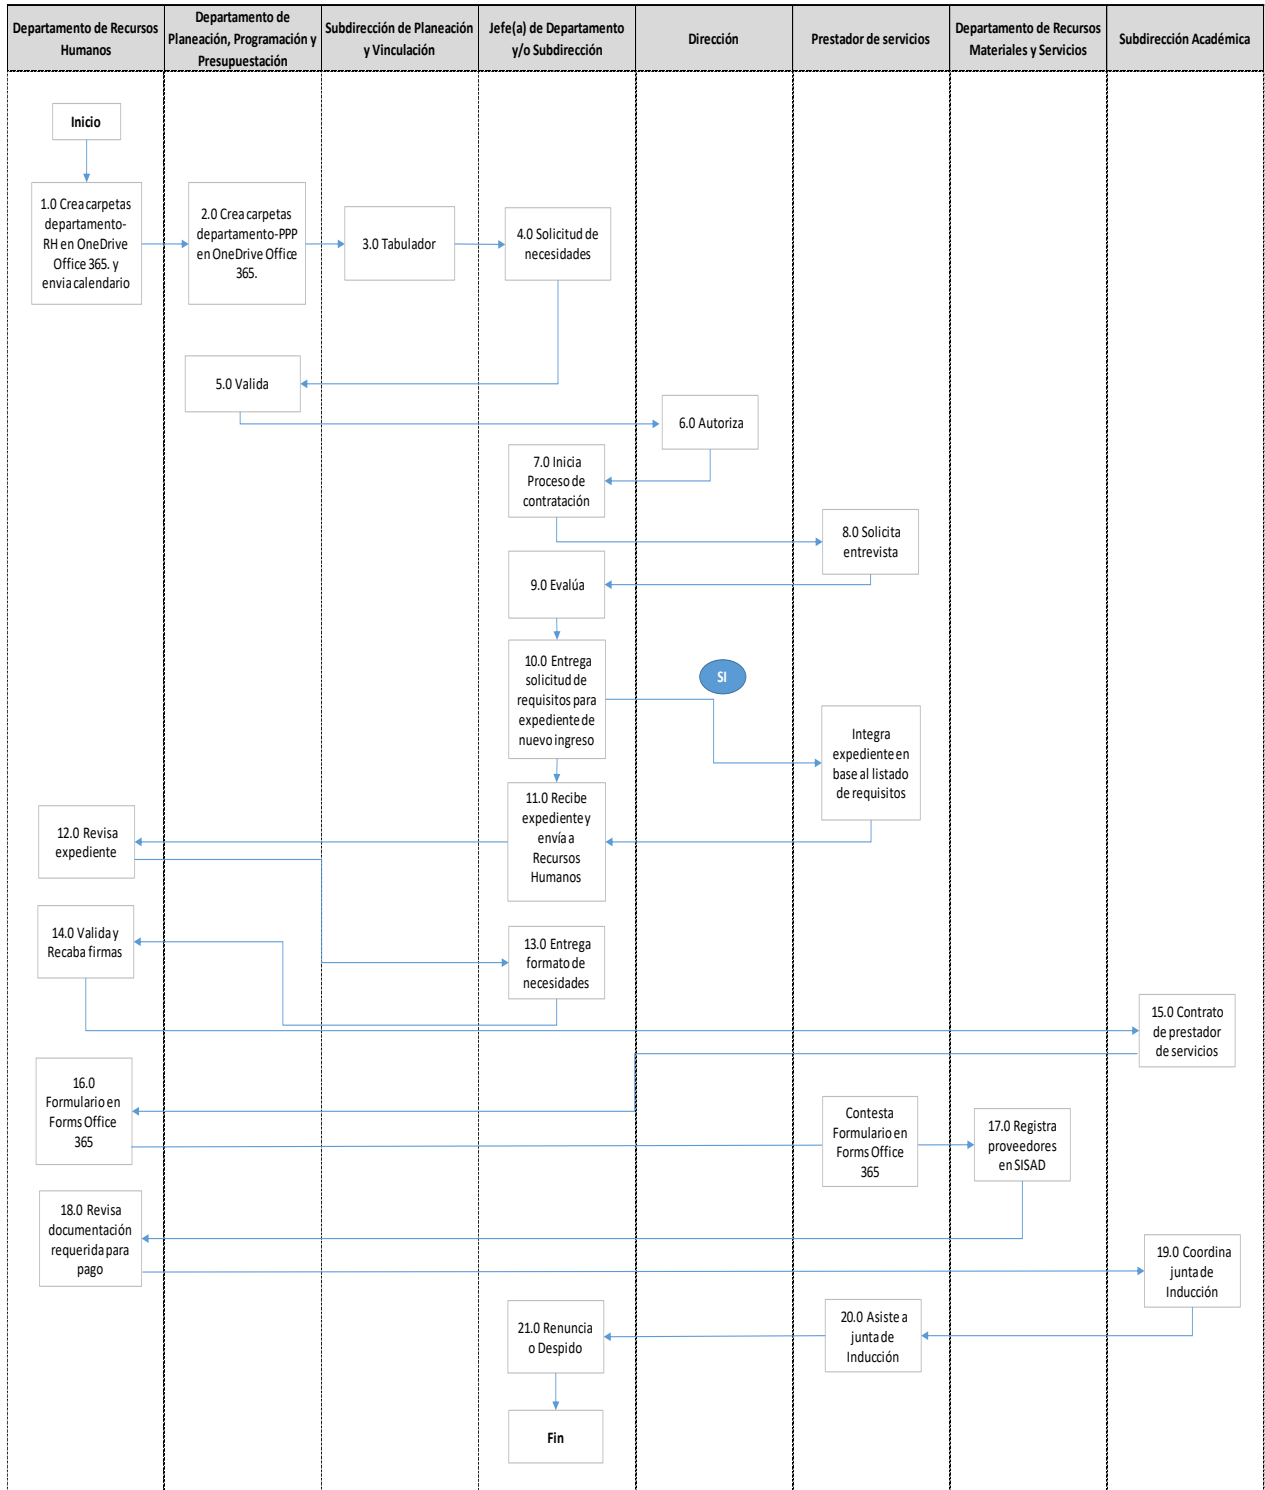 Departamento de Recursos
Humanos
Departamento de
Planeación, Programación y
Presupuestación
Subdirección de Planeación
y Vinculación
Jefe(a) de Departamento
y/o Subdirección
Dirección
Prestador de servicios
Departamento de Recursos
Materiales y Servicios
Subdirección Académica
Inicio
1.0 Crea carpetas
departamento-
RH en OneDrive
Office 365. y
envia calendario
2.0 Crea carpetas
departamento-PPP
en OneDrive Office
365.
3.0 Tabulador
4.0 Solicitud de
necesidades
5.0 Valida
6.0 Autoriza
7.0 Inicia
Proceso de
contratación
8.0 Solicita
entrevista
9.0 Evalúa
10.0 Entrega
solicitud de
requisitos para
expediente de
nuevo ingreso
SI
Integra
expediente en
base al listado
de requisitos
11.0 Recibe
expediente y
envía a
Recursos
Humanos
12.0 Revisa
expediente
13.0 Entrega
formato de
necesidades
14.0 Valida y
Recaba firmas
15.0 Contrato
de prestador
de servicios
16.0
Formulario en
Forms Office
365
Contesta
Formulario en
Forms Office
365
17.0 Registra
proveedores
en SISAD
18.0 Revisa
documentación
requerida para
pago
19.0 Coordina
junta de
Inducción
20.0 Asiste a
junta de
Inducción
21.0 Renuncia
o Despido
Fin